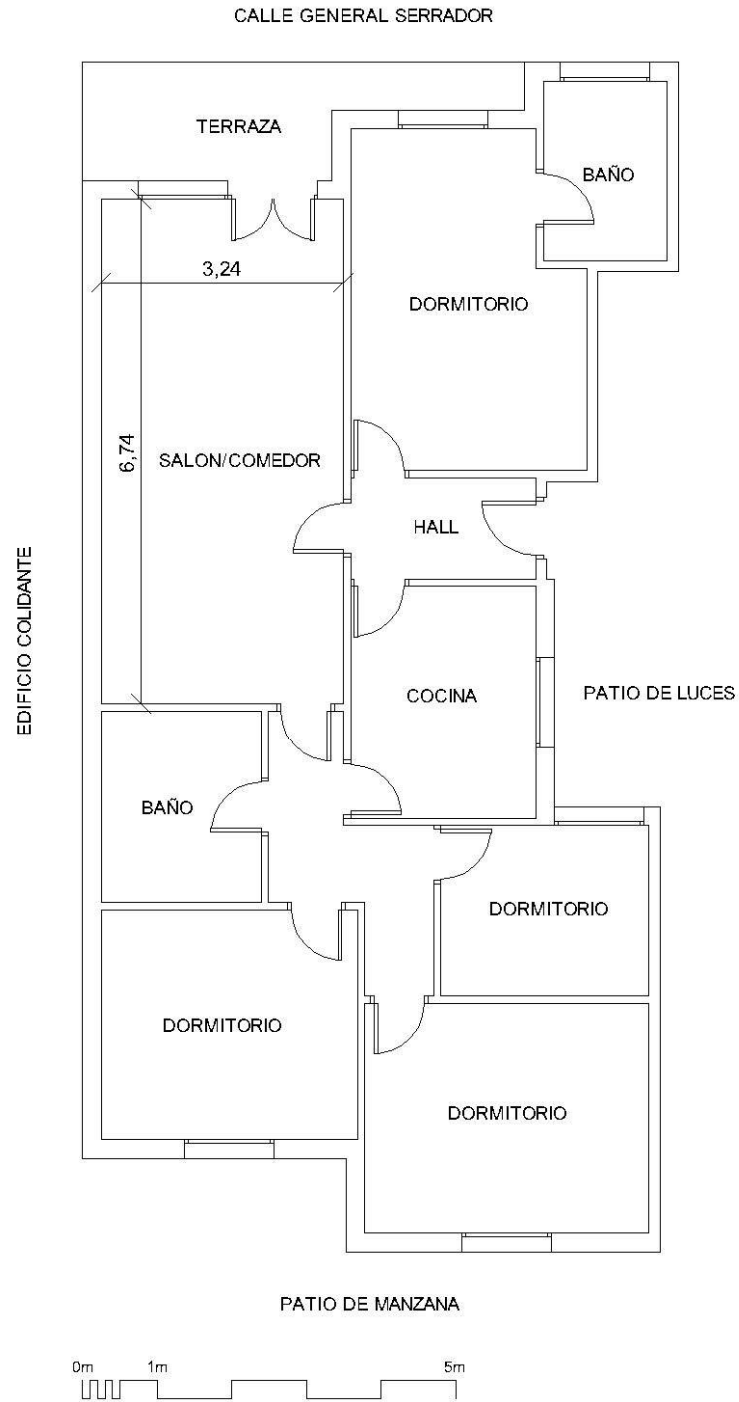 CALLE GENERAL SERRADOR
TERRAZA
BAÑO
3,24
DORMITORIO
6,74
SALON/COMEDOR
HALL
EDIFICIO COLIDANTE
COCINA
PATIO DE LUCES
BAÑO
DORMITORIO
DORMITORIO
DORMITORIO
PATIO DE MANZANA
0m 1m 5m